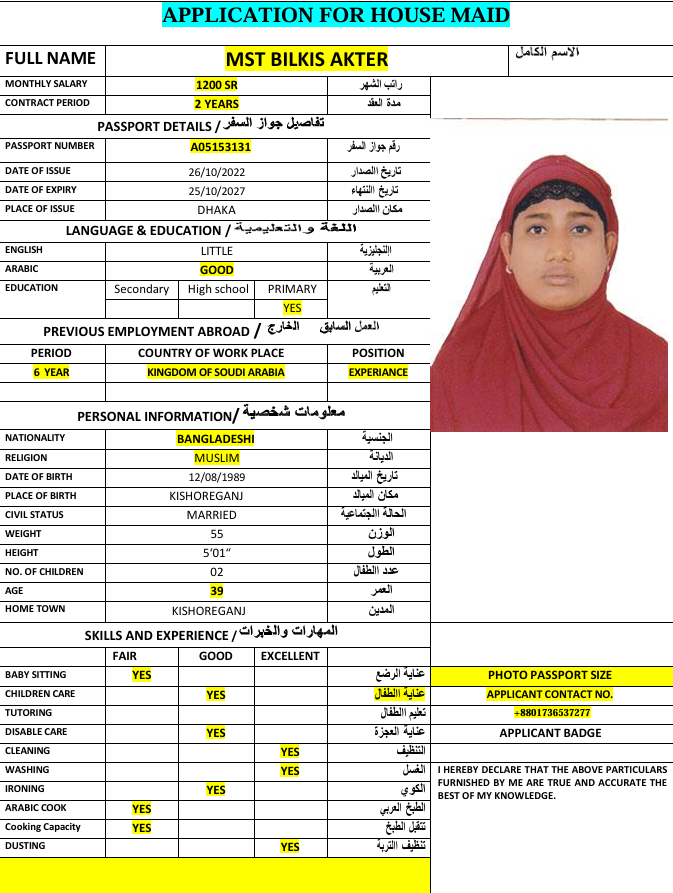 APPLICATION FOR HOUSE MAID
FULL NAME MST BILKIS AKTER الاسم الكامل
MONTHLY SALARY 1200 SR راتب الشهر
CONTRACT PERIOD 2 YEARS مدة العقد
PASSPORT DETAILS / تفاصيل جواز السفر
PASSPORT NUMBER A05153131 رقم جواز السفر
DATE OF ISSUE 26/10/2022 تاريخ االصدار
DATE OF EXPIRY 25/10/2027 تاريخ االنتهاء
PLACE OF ISSUE DHAKA مكان االصدار
LANGUAGE & EDUCATION / اللغة والتعليمية
ENGLISH LITTLE االنجليزية
ARABIC GOOD العربية
EDUCATION Secondary High school PRIMARY التعليم
YES
PREVIOUS EMPLOYMENT ABROAD / العمل السابق الخارج
PERIOD COUNTRY OF WORK PLACE POSITION
6 YEAR KINGDOM OF SOUDI ARABIA EXPERIANCE
PERSONAL INFORMATION/ معلومات شخصية
NATIONALITY BANGLADESHI الجنسية
RELIGION MUSLIM الديانة
DATE OF BIRTH 12/08/1989 تاريخ الميالد
PLACE OF BIRTH KISHOREGANJ مكان الميالد
CIVIL STATUS MARRIED الحالة االجتماعية
WEIGHT 55 الوزن
HEIGHT 5’01“ الطول
NO. OF CHILDREN 02 عدد االطفال
AGE 39 العمر
HOME TOWN KISHOREGANJ المدين
SKILLS AND EXPERIENCE / المهارات والخبرات
FAIR GOOD EXCELLENT
BABY SITTING YES عناية الرضع
CHILDREN CARE YES عناية االطفال
TUTORING تعليم االطفال
DISABLE CARE YES عناية العجزة
CLEANING YES التنظيف
WASHING YES الغسل
IRONING YES الكوي
ARABIC COOK YES الطبخ العربي
Cooking Capacity YES تتقبل الطبخ
DUSTING YES تنظيف التربة
PHOTO PASSPORT SIZE
APPLICANT CONTACT NO.
+8801736537277
APPLICANT BADGE
I HEREBY DECLARE THAT THE ABOVE PARTICULARS
FURNISHED BY ME ARE TRUE AND ACCURATE THE
BEST OF MY KNOWLEDGE.